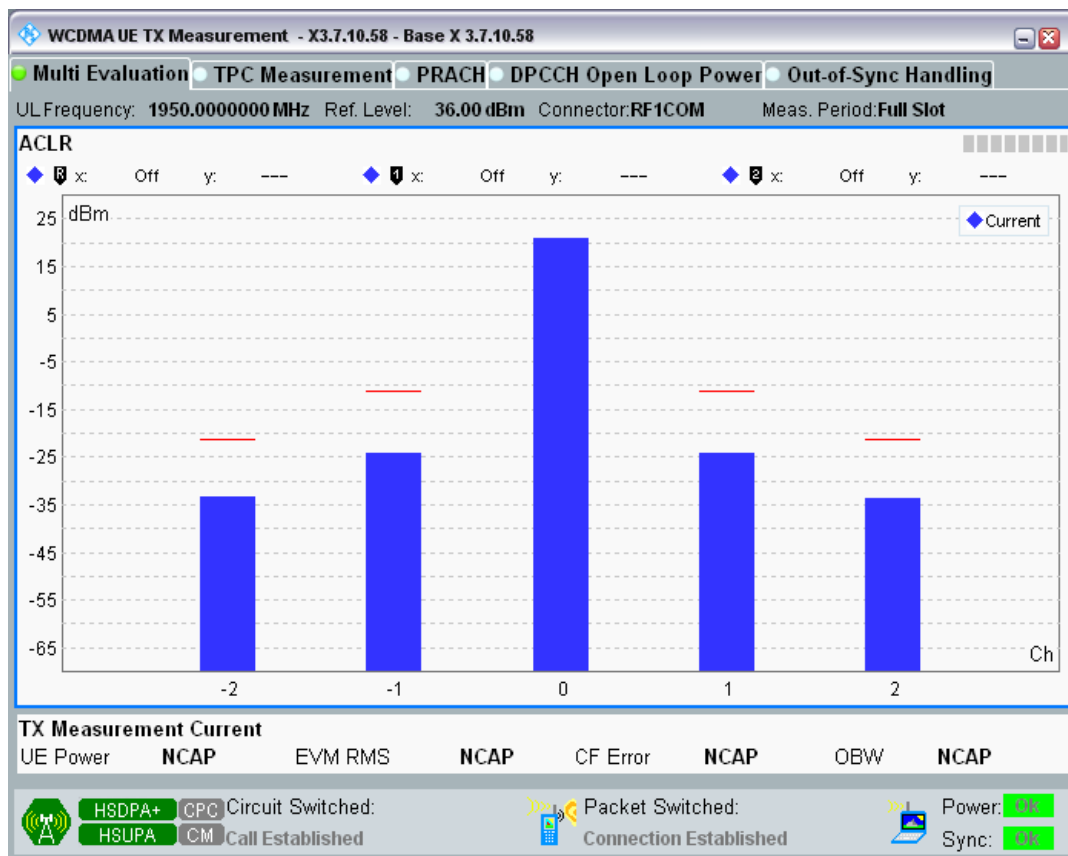 WCDMA UE TX Measurement - X3.7.10.58 - Base X 3.7.10.58
Multi Evaluation TPC Measurement PRACH DPCCH Open Loop Power Out-of-Sync Handling
UL Frequency: 1950.0000000 MHz Ref. Level: 36.00 dBm Connector:RF1COM Meas. Period:Full Slot
ACLR
R x: Off y: --- 1 x: Off y: --- 2 x: Off y: ---
dBm
Current
25
15
5
-5
-15
-25
-35
-45
-55
-65
Ch
-2 -1 0 1 2
TX Measurement Current
UE Power NCAP EVM RMS NCAP CF Error NCAP OBW NCAP
HSDPA+ CPC Circuit Switched: Packet Switched: Power: OK
HSUPA CM Call Established Connection Established Sync: OK